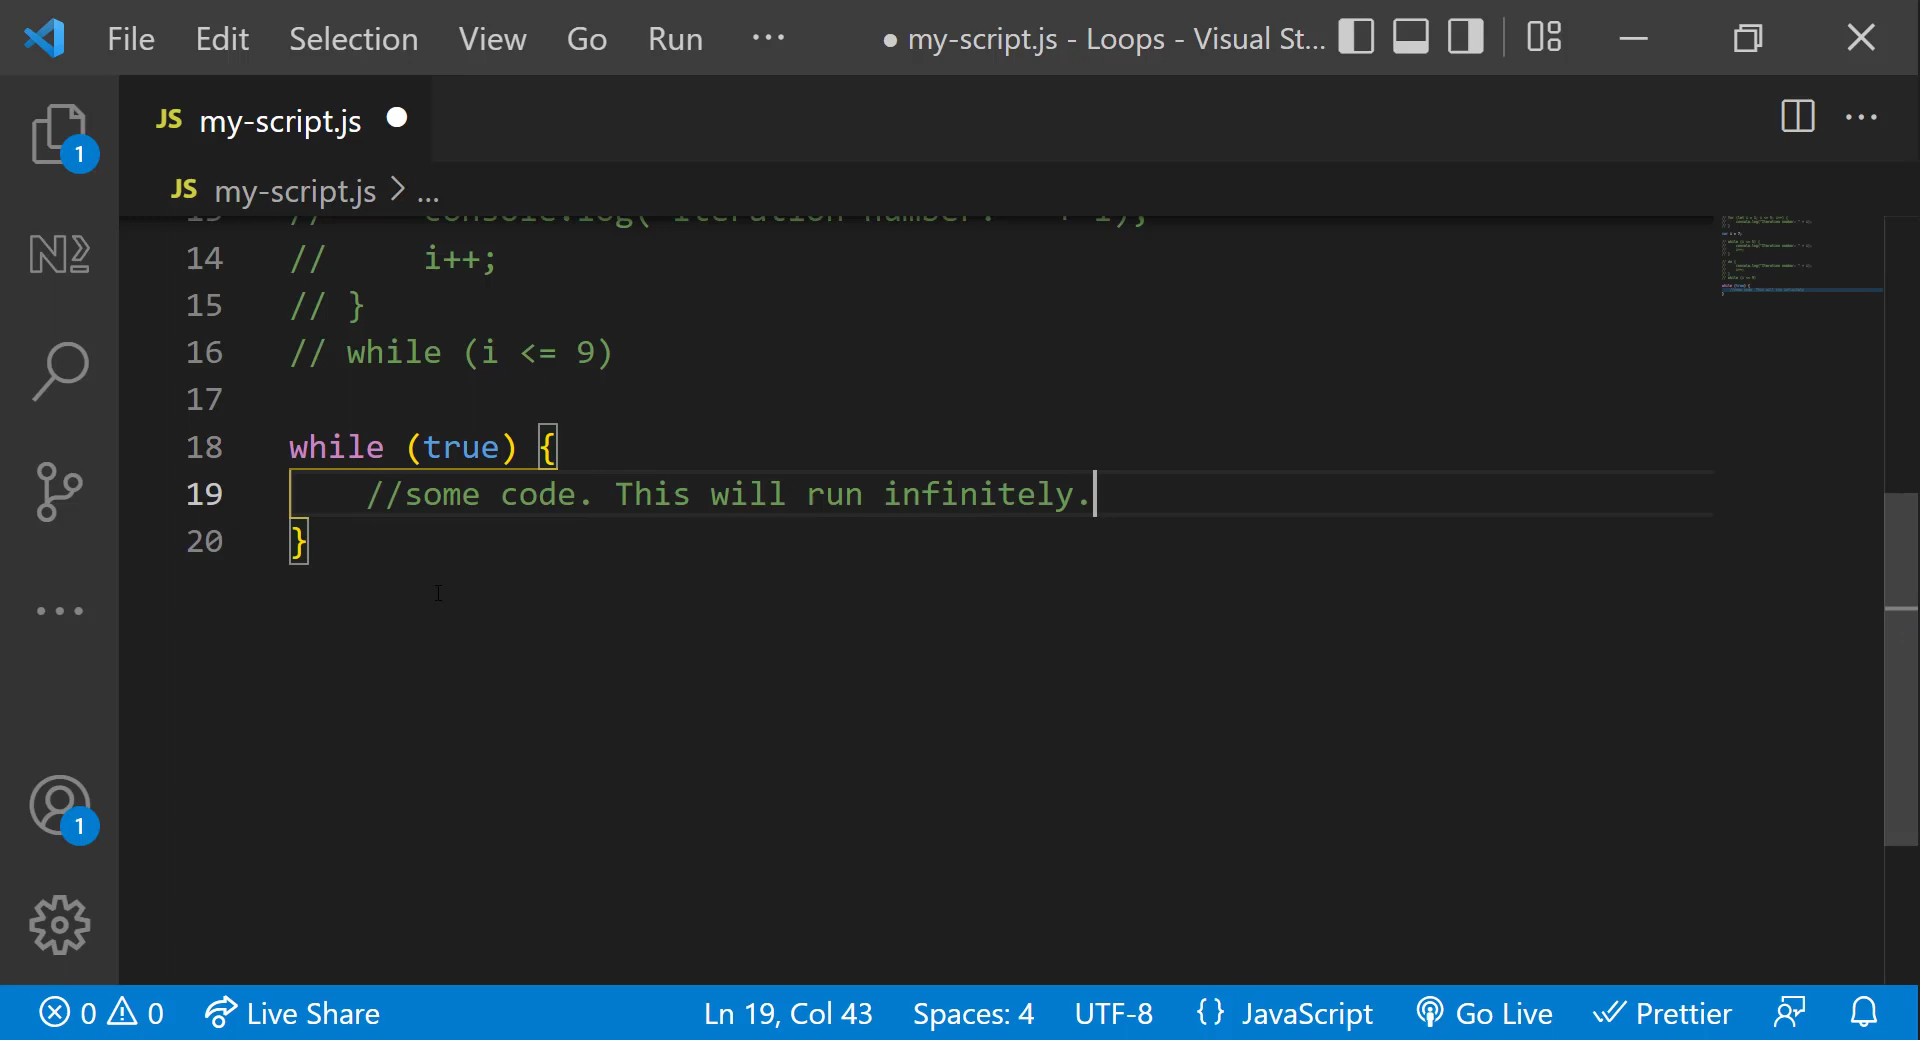 File Edit Selection View Go Run ··· ● my-script.js - Loops - Visual St...
JS my-script.js ●
JS my-script.js > ...
1
14 //     i++;
15 // }
16 // while (i <= 9)
17
18 while (true) {
19     //some code. This will run infinitely.
20 }
1
0 0 Live Share Ln 19, Col 43 Spaces: 4 UTF-8 {} JavaScript Go Live Prettier